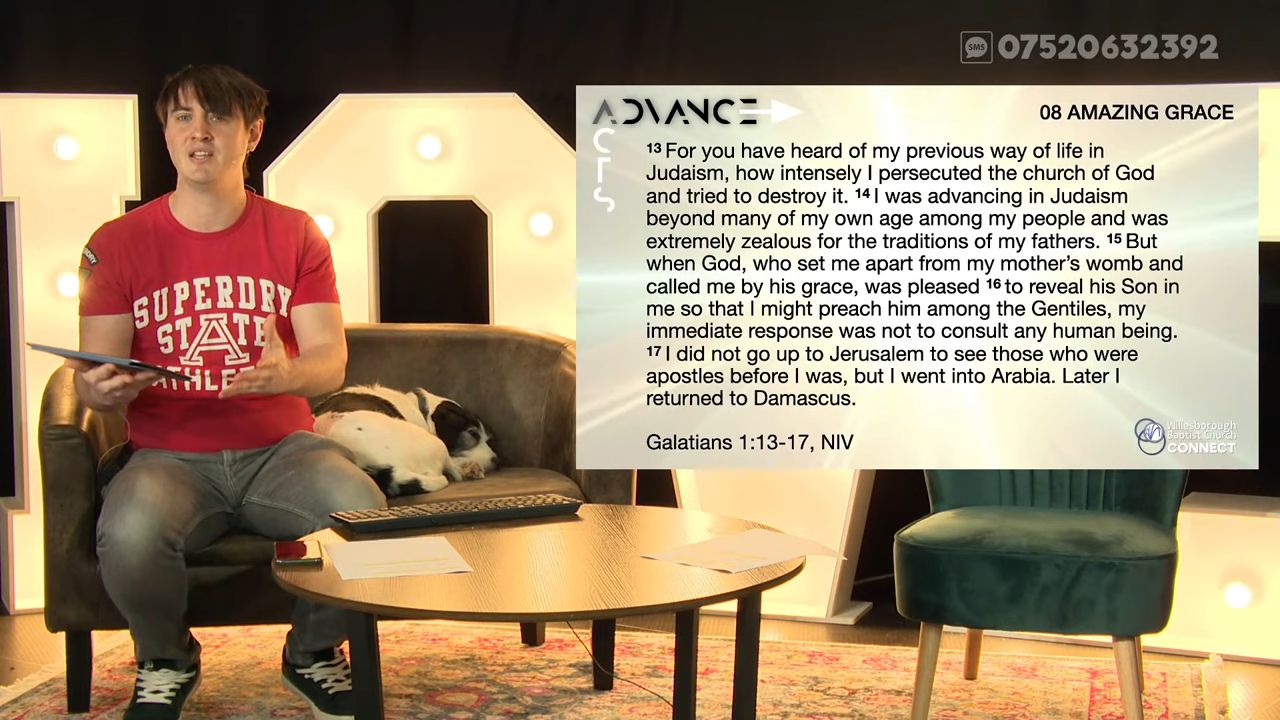 SMS 07520632392
ADVANCE
CTS
08 AMAZING GRACE
¹³ For you have heard of my previous way of life in
Judaism, how intensely I persecuted the church of God
and tried to destroy it. ¹⁴ I was advancing in Judaism
beyond many of my own age among my people and was
extremely zealous for the traditions of my fathers. ¹⁵ But
when God, who set me apart from my mother’s womb and
called me by his grace, was pleased ¹⁶ to reveal his Son in
me so that I might preach him among the Gentiles, my
immediate response was not to consult any human being.
¹⁷ I did not go up to Jerusalem to see those who were
apostles before I was, but I went into Arabia. Later I
returned to Damascus.
Galatians 1:13-17, NIV
Willesborough
Baptist Church
CONNECT
SUPERDRY
STATE
A
ATHLE